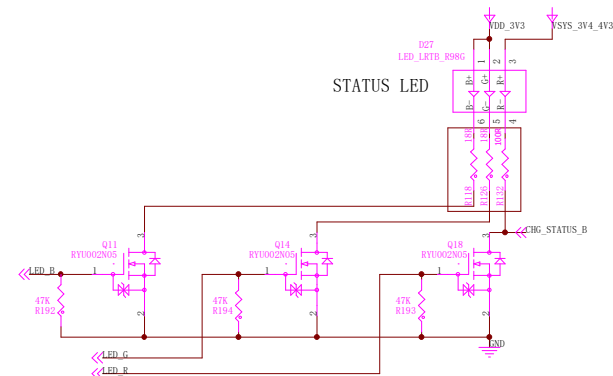 VDD_3V3
VSYS_3V4_4V3
D27
LED_LRTB_R98G
STATUS LED
1
2
3
B+
G+
R+
B-
G-
R-
6
5
4
18R
18R
100R
R118
R126
R132
CHG_STATUS_B
Q11
RYU002N05
3
Q14
RYU002N05
3
Q18
RYU002N05
3
LED_B
1
1
1
47K
R192
2
47K
R194
2
47K
R193
2
GND
LED_G
LED_R